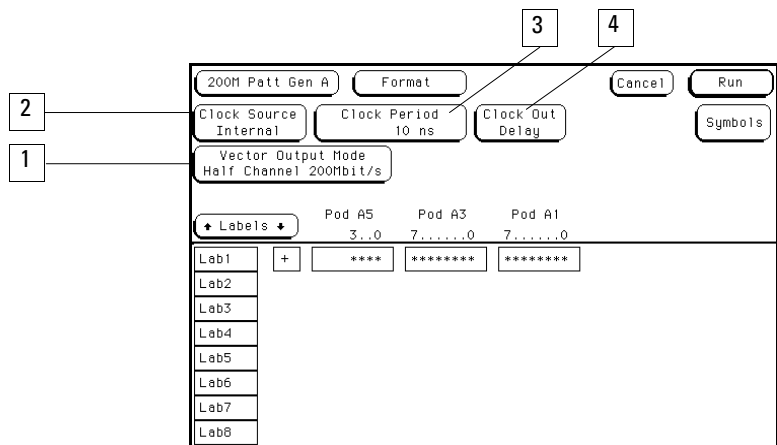 3 4
200M Patt Gen A Format Cancel Run
2
Clock Source Clock Period Clock Out
Internal 10 ns Delay
Symbols
1
Vector Output Mode
Half Channel 200Mbit/s
Pod A5 Pod A3 Pod A1
↑ Labels ↓ 3..0 7......0 7......0
Lab1 + **** ******** ********
Lab2
Lab3
Lab4
Lab5
Lab6
Lab7
Lab8